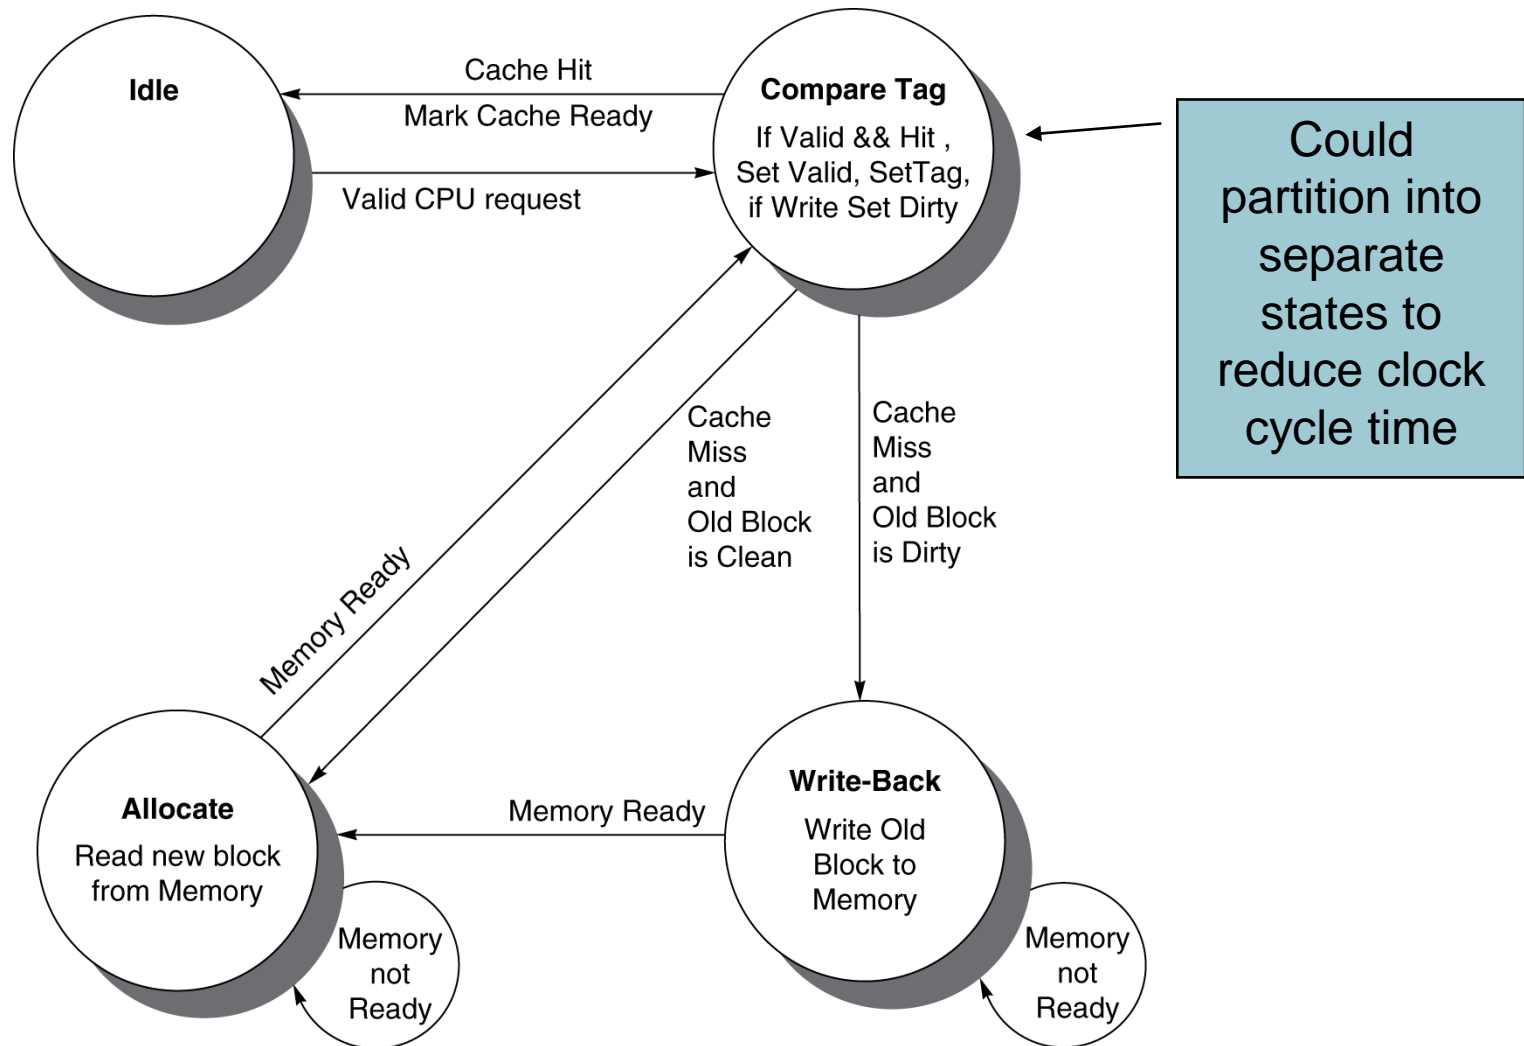 Idle
Cache Hit
Mark Cache Ready
Valid CPU request
Compare Tag
If Valid && Hit ,
Set Valid, SetTag,
if Write Set Dirty
Could
partition into
separate
states to
reduce clock
cycle time
Cache
Miss
and
Old Block
is Clean
Cache
Miss
and
Old Block
is Dirty
Memory Ready
Allocate
Read new block
from Memory
Memory
not
Ready
Memory Ready
Write-Back
Write Old
Block to
Memory
Memory
not
Ready